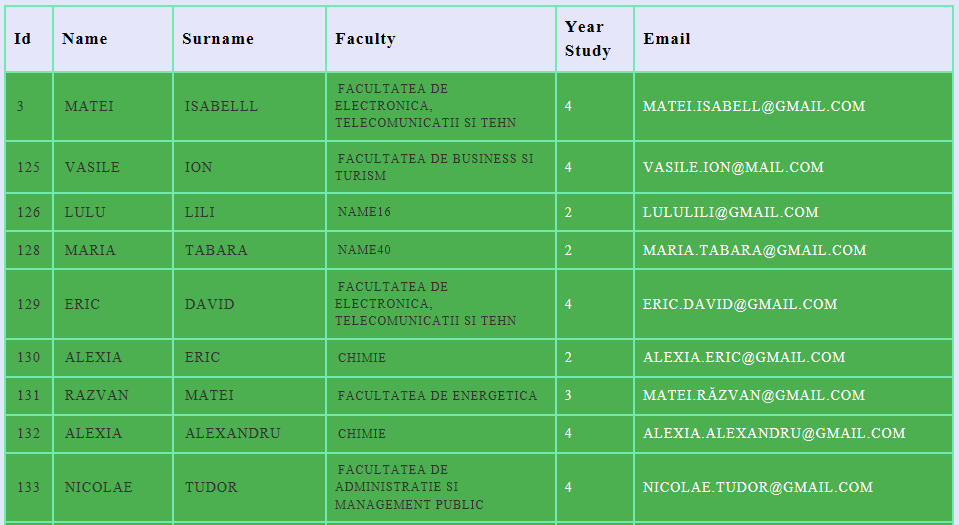 Id Name Surname Faculty Year Study Email
3 MATEI ISABELLL FACULTATEA DE ELECTRONICA, TELECOMUNICATII SI TEHN 4 MATEI.ISABELL@GMAIL.COM
125 VASILE ION FACULTATEA DE BUSINESS SI TURISM 4 VASILE.ION@MAIL.COM
126 LULU LILI NAME16 2 LULULILI@GMAIL.COM
128 MARIA TABARA NAME40 2 MARIA.TABARA@GMAIL.COM
129 ERIC DAVID FACULTATEA DE ELECTRONICA, TELECOMUNICATII SI TEHN 4 ERIC.DAVID@GMAIL.COM
130 ALEXIA ERIC CHIMIE 2 ALEXIA.ERIC@GMAIL.COM
131 RAZVAN MATEI FACULTATEA DE ENERGETICA 3 MATEI.RĂZVAN@GMAIL.COM
132 ALEXIA ALEXANDRU CHIMIE 4 ALEXIA.ALEXANDRU@GMAIL.COM
133 NICOLAE TUDOR FACULTATEA DE ADMINISTRATIE SI MANAGEMENT PUBLIC 4 NICOLAE.TUDOR@GMAIL.COM